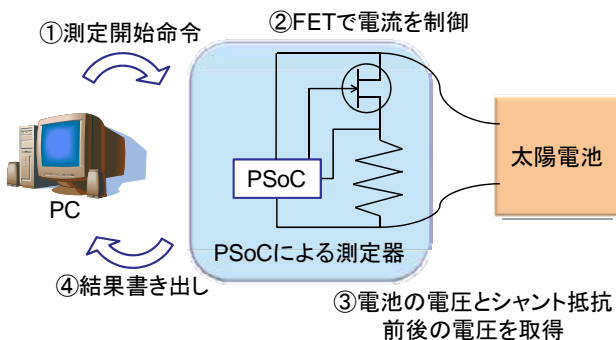 ①測定開始命令
②FETで電流を制御
PSoC
太陽電池
PC
PSoCによる測定器
④結果書き出し
③電池の電圧とシャント抵抗
前後の電圧を取得